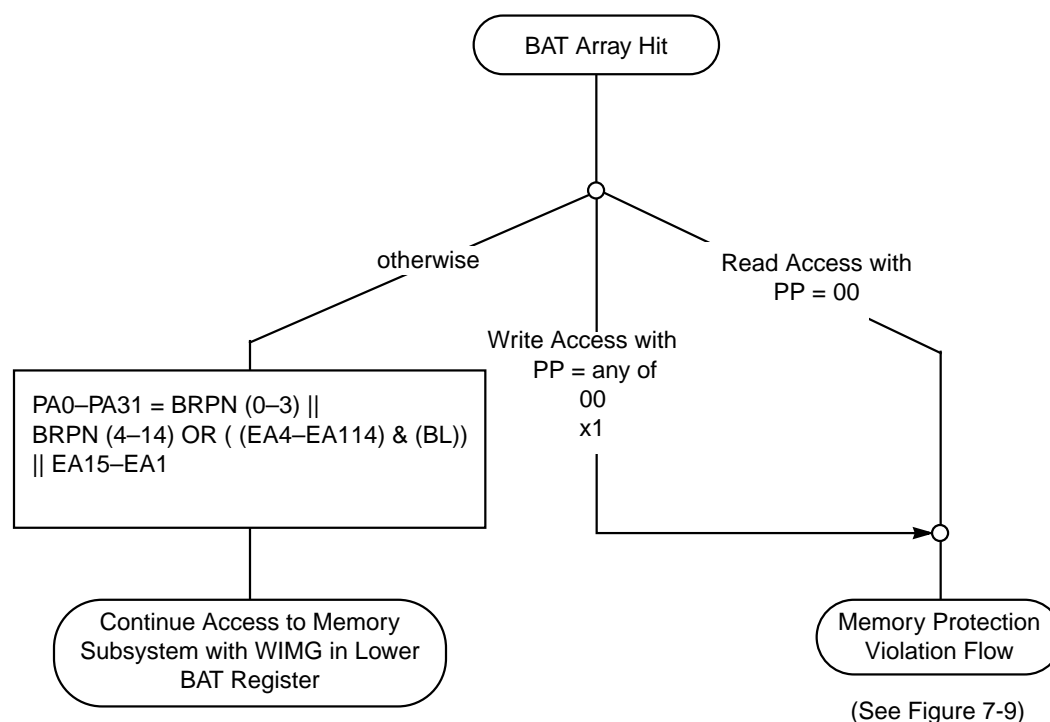 BAT Array Hit
otherwise
Read Access with
PP = 00
Write Access with
PP = any of
00
x1
PA0–PA31 = BRPN (0–3) ||
BRPN (4–14) OR ( (EA4–EA114) & (BL))
|| EA15–EA1
Continue Access to Memory
Subsystem with WIMG in Lower
BAT Register
Memory Protection
Violation Flow
(See Figure 7-9)